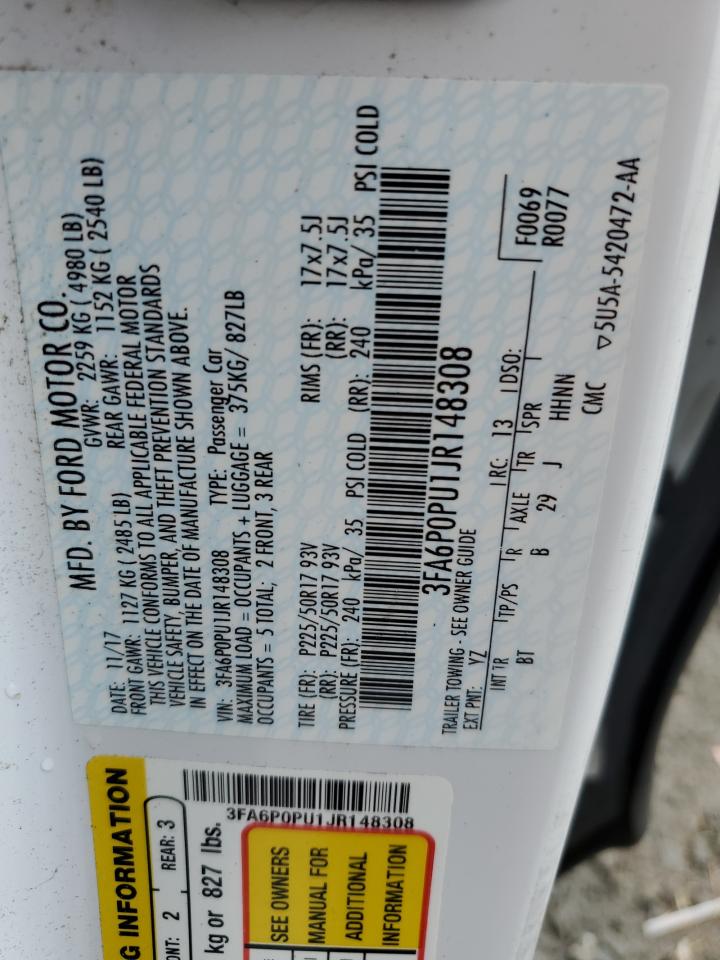 MFD. BY FORD MOTOR CO.
DATE: 11/17 GVWR: 2259 KG ( 4980 LB)
FRONT GAWR: 1127 KG ( 2485LB) REAR GAWR: 1152 KG ( 2540 LB)
THIS VEHICLE CONFORMS TO ALL APPLICABLE FEDERAL MOTOR
VEHICLE SAFETY, BUMPER, AND THEFT PREVENTION STANDARDS
IN EFFECT ON THE DATE OF MANUFACTURE SHOWN ABOVE.
VIN: 3FA6P0PU1JR148308 TYPE: Passenger Car
MAXIMUM LOAD = OCCUPANTS + LUGGAGE = 375KG/ 827LB
OCCUPANTS = 5 TOTAL; 2 FRONT, 3 REAR
TIRE (FR): P225/50R17 93V RIMS (FR): 17x7.5J
(RR): P225/50R17 93V (RR): 17x7.5J
PRESSURE (FR): 240 kPa/ 35 PSI COLD (RR): 240 kPa/ 35 PSI COLD
3FA6P0PU1JR148308
TRAILER TOWING - SEE OWNER GUIDE
EXT PNT: YZ RC: 13 DSO: F0069
R0077
INT TR TP/PS R AXLE TR SPR
BT B 29 J HHNN
CMC ▽5U5A-5420472-AA
3FA6P0PU1JR148308
G INFORMATION
ONT: 2 REAR: 3
kg or 827 lbs.
SEE OWNERS
MANUAL FOR
ADDITIONAL
INFORMATION